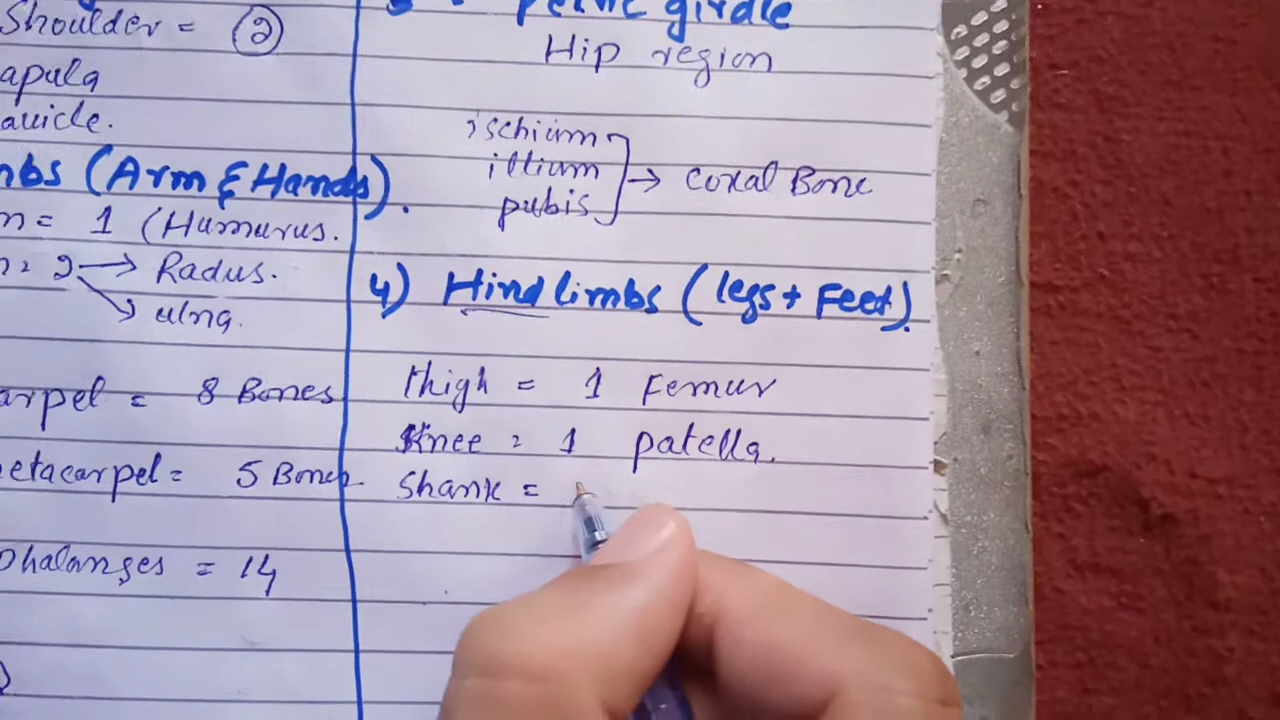 Shoulder = 2
apula
avicle.
mbs (Arm & Hands).
m = 1 (Humurus.
= 2 → Radus.
ulna.
arpel = 8 Bones
etacarpel = 5 Bones.
Phalanges = 14
pelvic girdle
Hip region
ischium
illium → coxal Bone
pubis
4) Hind limbs (legs + Feet).
thigh = 1 Femur
Knee = 1 patella.
Shank =